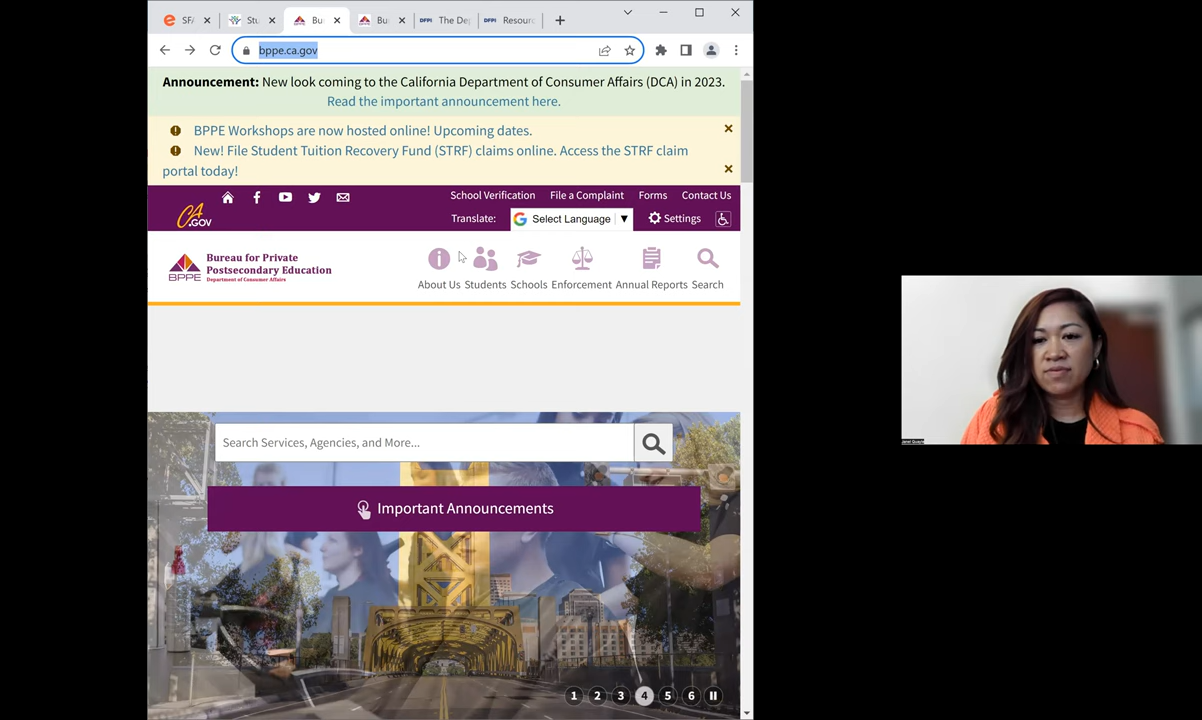 SFA
Stu
Bu
Bu
DFPI
The De
DFPI
Resour
bppe.ca.gov
Announcement: New look coming to the California Department of Consumer Affairs (DCA) in 2023.
Read the important announcement here.
BPPE Workshops are now hosted online! Upcoming dates.
New! File Student Tuition Recovery Fund (STRF) claims online. Access the STRF claim
portal today!
School Verification File a Complaint Forms Contact Us
CA.GOV
Translate: G Select Language ▼ Settings
BPPE
Bureau for Private
Postsecondary Education
Department of Consumer Affairs
About Us Students Schools Enforcement Annual Reports Search
Search Services, Agencies, and More...
Important Announcements
1 2 3 4 5 6